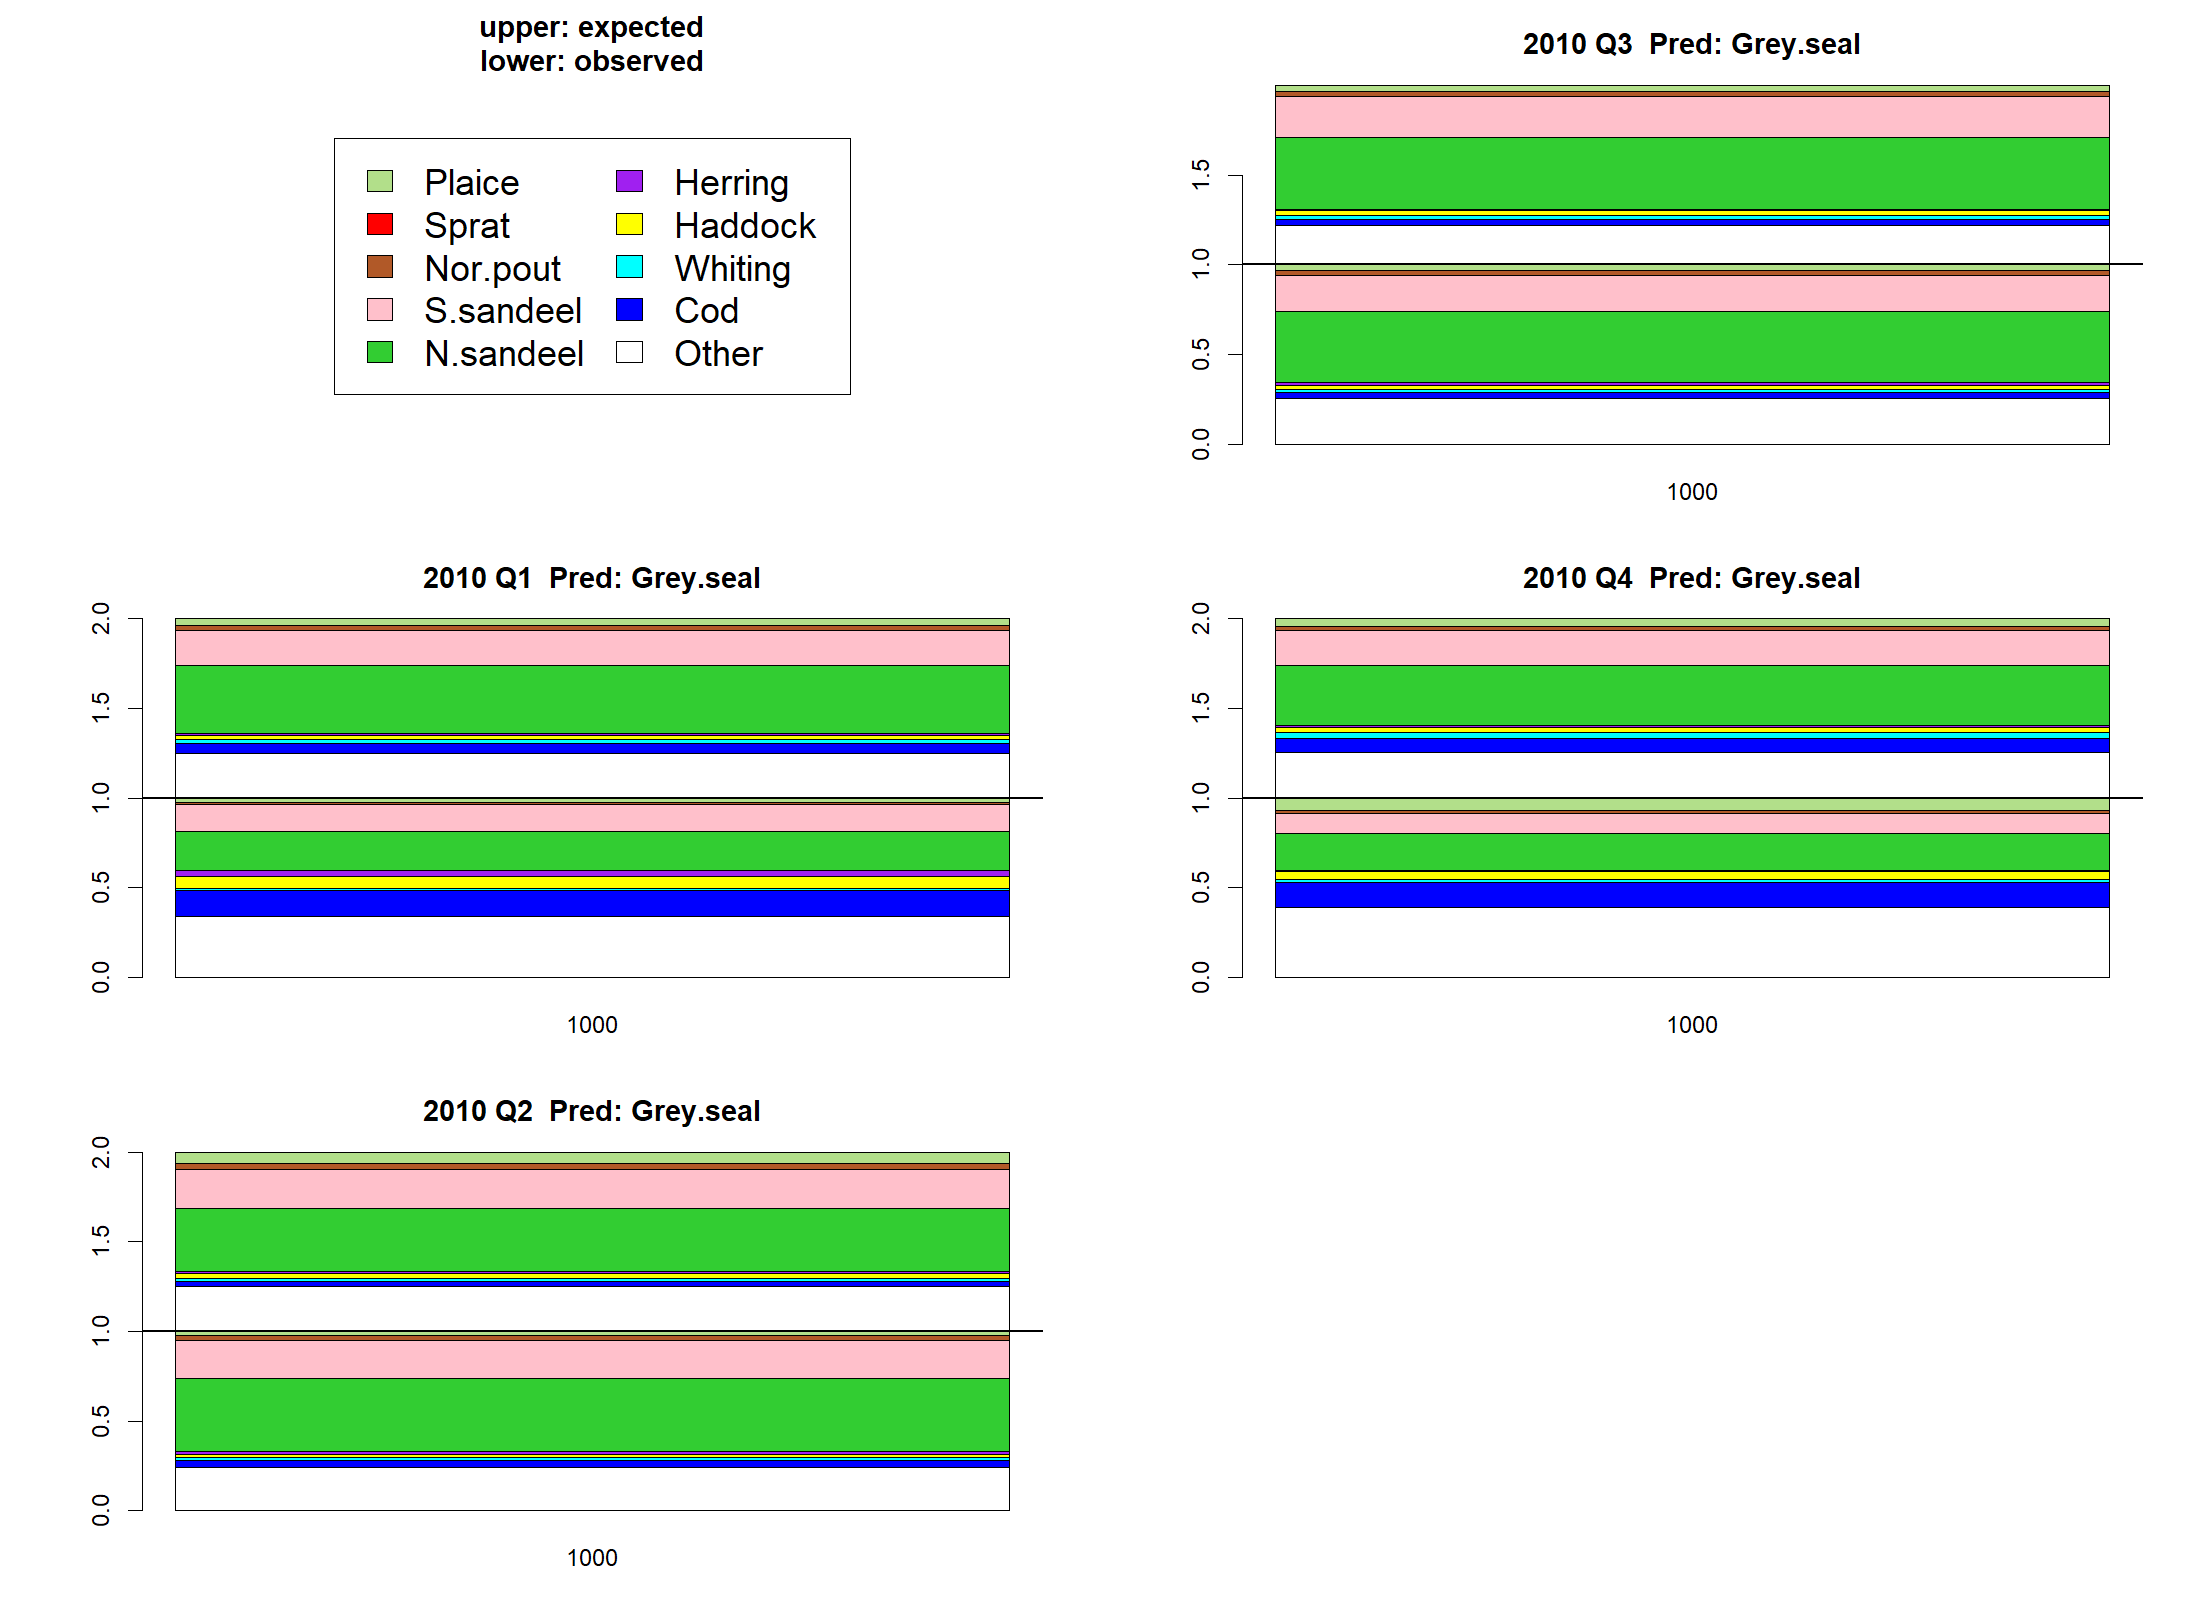 upper: expected
lower: observed
Plaice
Sprat
Nor.pout
S.sandeel
N.sandeel
Herring
Haddock
Whiting
Cod
Other
2010 Q1  Pred: Grey.seal
2.0
1.5
1.0
0.5
0.0
1000
2010 Q2  Pred: Grey.seal
2.0
1.5
1.0
0.5
0.0
1000
2010 Q3  Pred: Grey.seal
1.5
1.0
0.5
0.0
1000
2010 Q4  Pred: Grey.seal
2.0
1.5
1.0
0.5
0.0
1000